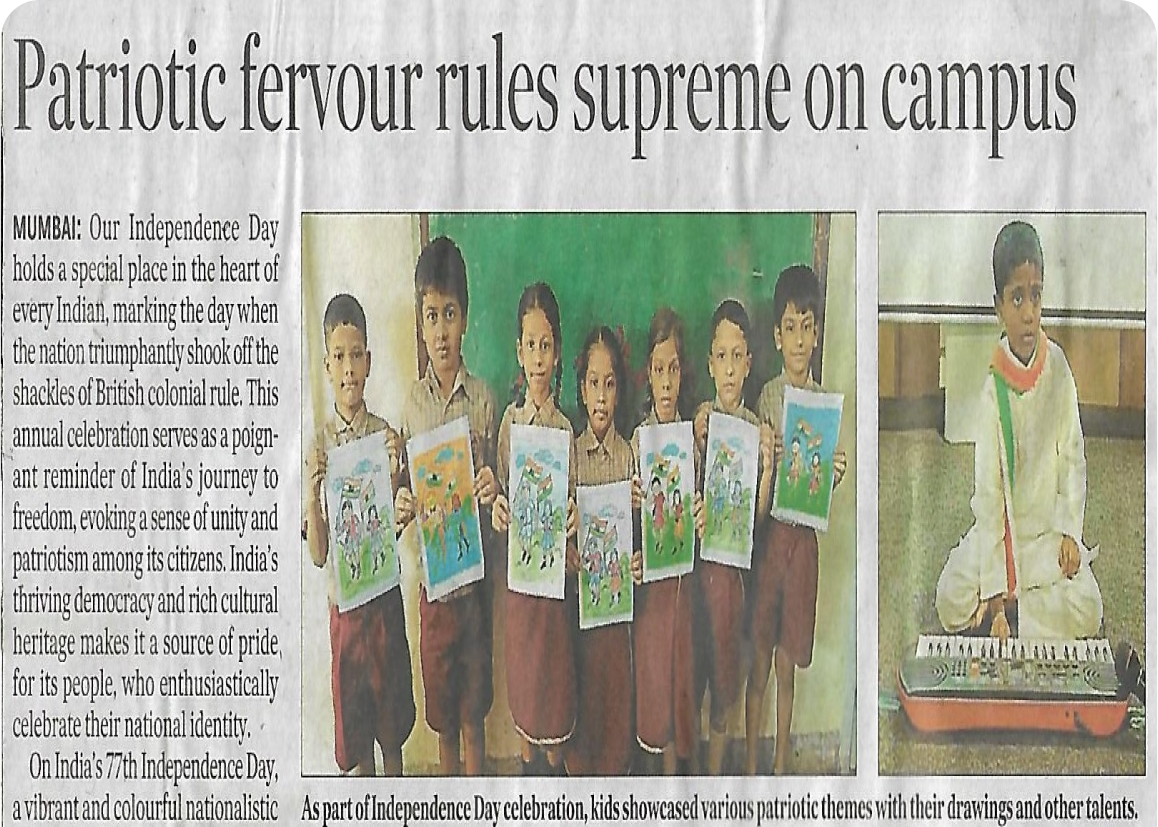 Patriotic fervour rules supreme on campus
MUMBAI: Our Independence Day
holds a special place in the heart of
every Indian, marking the day when
the nation triumphantly shook off the
shackles of British colonial rule. This
annual celebration serves as a poign-
ant reminder of India's journey to
freedom, evoking a sense of unity and
patriotism among its citizens. India's
thriving democracy and rich cultural
heritage makes it a source of pride
for its people, who enthusiastically
celebrate their national identity.
On India's 77th Independence Day,
a vibrant and colourful nationalistic
As part of Independence Day celebration, kids showcased various patriotic themes with their drawings and other talents.